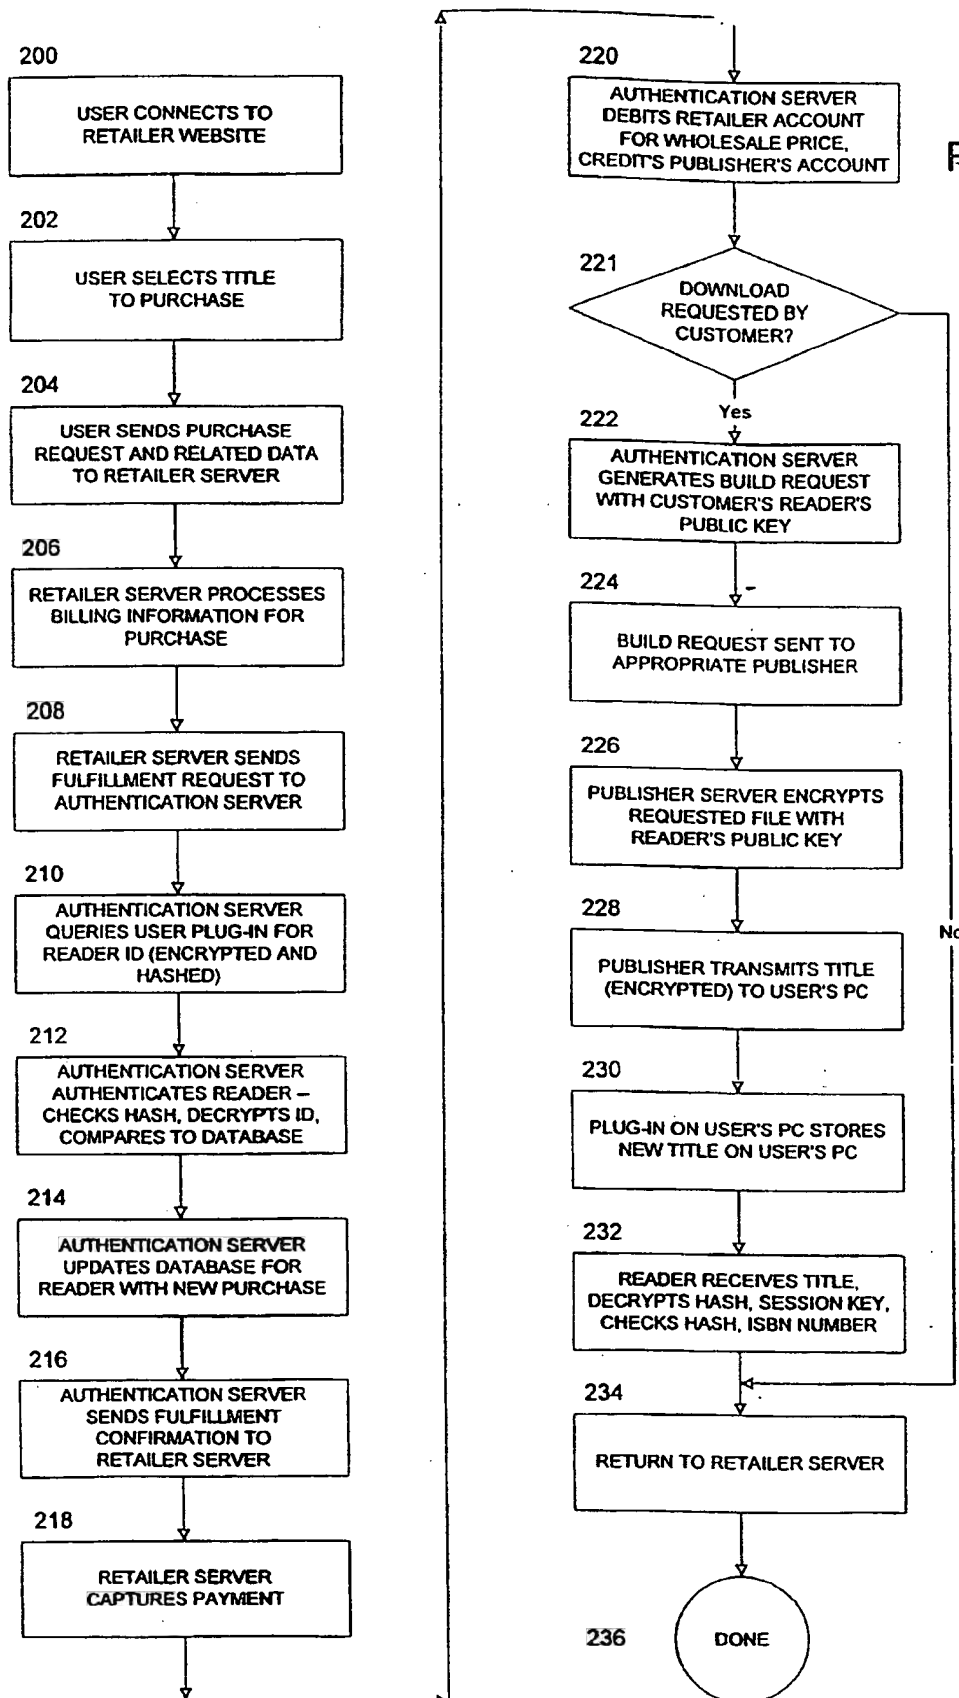 200
USER CONNECTS TO
RETAILER WEBSITE
202
USER SELECTS TITLE
TO PURCHASE
204
USER SENDS PURCHASE
REQUEST AND RELATED DATA
TO RETAILER SERVER
206
RETAILER SERVER PROCESSES
BILLING INFORMATION FOR
PURCHASE
208
RETAILER SERVER SENDS
FULFILLMENT REQUEST TO
AUTHENTICATION SERVER
210
AUTHENTICATION SERVER
QUERIES USER PLUG-IN FOR
READER ID (ENCRYPTED AND
HASHED)
212
AUTHENTICATION SERVER
AUTHENTICATES READER –
CHECKS HASH, DECRYPTS ID,
COMPARES TO DATABASE
214
AUTHENTICATION SERVER
UPDATES DATABASE FOR
READER WITH NEW PURCHASE
216
AUTHENTICATION SERVER
SENDS FULFILLMENT
CONFIRMATION TO
RETAILER SERVER
218
RETAILER SERVER
CAPTURES PAYMENT
220
AUTHENTICATION SERVER
DEBITS RETAILER ACCOUNT
FOR WHOLESALE PRICE,
CREDIT'S PUBLISHER'S ACCOUNT
221
DOWNLOAD
REQUESTED BY
CUSTOMER?
Yes
222
AUTHENTICATION SERVER
GENERATES BUILD REQUEST
WITH CUSTOMER'S READER'S
PUBLIC KEY
224
BUILD REQUEST SENT TO
APPROPRIATE PUBLISHER
226
PUBLISHER SERVER ENCRYPTS
REQUESTED FILE WITH
READER'S PUBLIC KEY
228
No
PUBLISHER TRANSMITS TITLE
(ENCRYPTED) TO USER'S PC
230
PLUG-IN ON USER'S PC STORES
NEW TITLE ON USER'S PC
232
READER RECEIVES TITLE,
DECRYPTS HASH, SESSION KEY,
CHECKS HASH, ISBN NUMBER
234
RETURN TO RETAILER SERVER
236
DONE